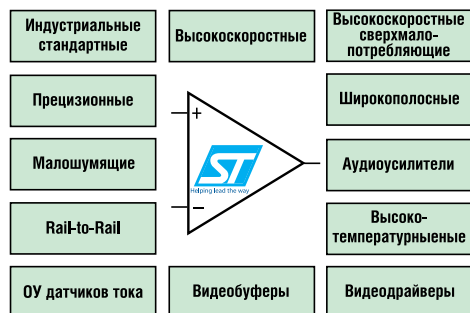 Индустриальные
стандартные
Высокоскоростные
Высокоскоростные
сверхмало-
потребляющие
Прецизионные
Широкополосные
+
ST
Helping lead the way
Малошумящие
Аудиоусилители
Rail-to-Rail
–
Высоко-
температурныеные
ОУ датчиков тока
Видеобуферы
Видеодрайверы